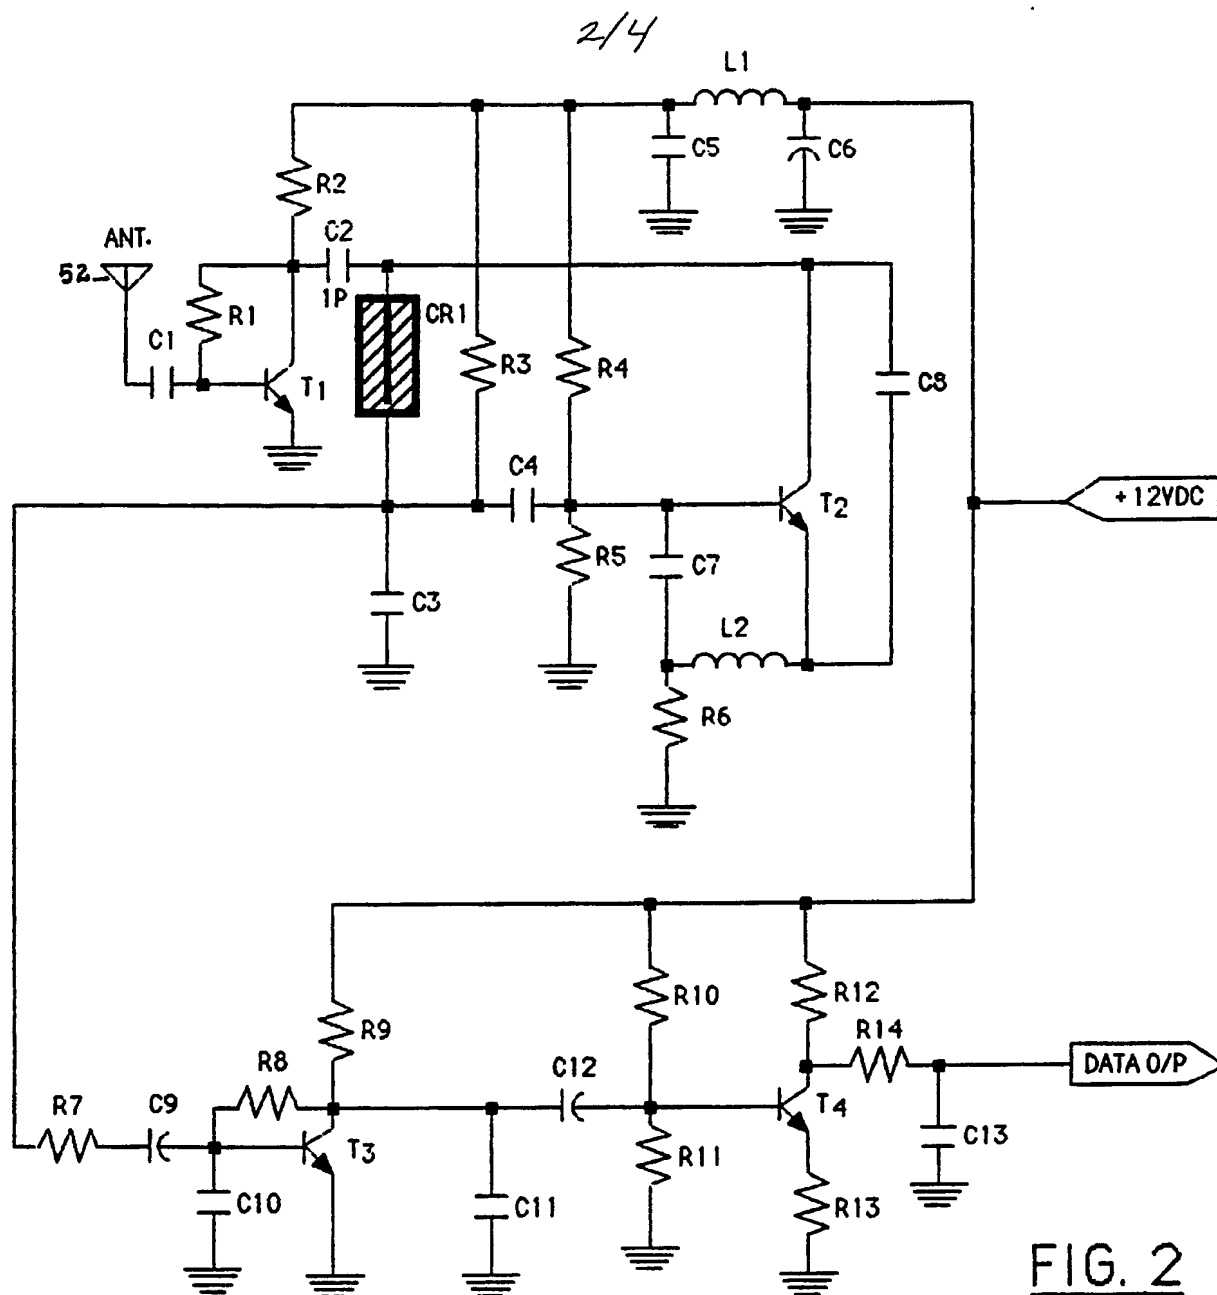 2/4
L1
C5
C6
R2
ANT.
C2
52
1P
CR1
R1
C1
R3
R4
T1
C8
C4
T2
+12VDC
R5
C7
C3
L2
R6
R10
R12
R9
R14
R8
C12
DATA O/P
R7
C9
T4
T3
C13
R11
C10
C11
R13
FIG. 2